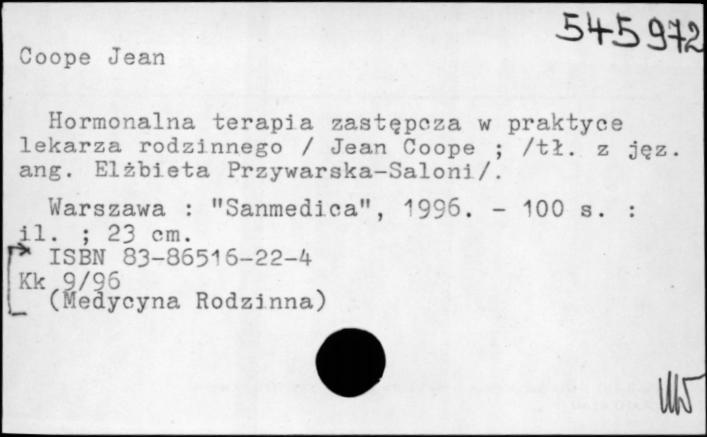 545972
Coope Jean
Hormonalna terapia zastępcza w praktyce
lekarza rodzinnego / Jean Coope ; /tł. z jęz.
ang. Elżbieta Przywarska-Saloni/.
Warszawa : "Sanmedica", 1996. - 100 s. :
il. ; 23 cm.
ISBN 83-86516-22-4
Kk 9/96
(Medycyna Rodzinna)